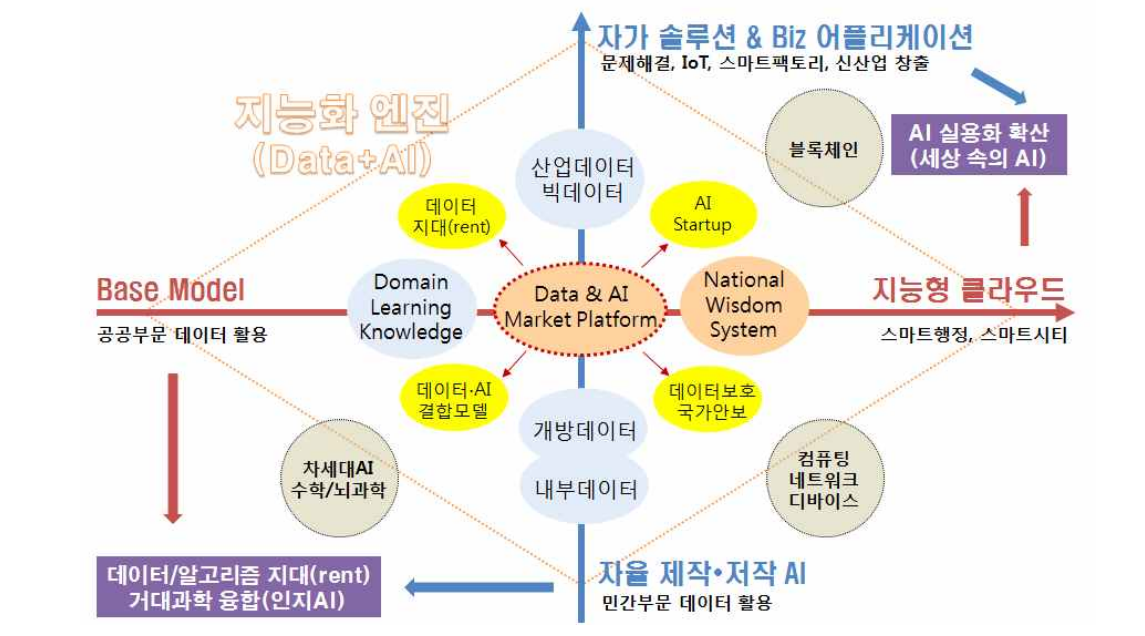 자가 솔루션 & Biz 어플리케이션
문제해결, IoT, 스마트팩토리, 신산업 창출
지능화 엔진
(Data+AI)
블록체인
AI 실용화 확산
(세상 속의 AI)
산업데이터
빅데이터
데이터
지대(rent)
AI
Startup
Base Model
공공부문 데이터 활용
Domain
Learning
Knowledge
Data & AI
Market Platform
National
Wisdom
System
지능형 클라우드
스마트행정, 스마트시티
데이터·AI
결합모델
데이터보호
국가안보
개방데이터
내부데이터
차세대AI
수학/뇌과학
컴퓨팅
네트워크
디바이스
데이터/알고리즘 지대(rent)
거대과학 융합(인지AI)
자율 제작•저작 AI
민간부문 데이터 활용